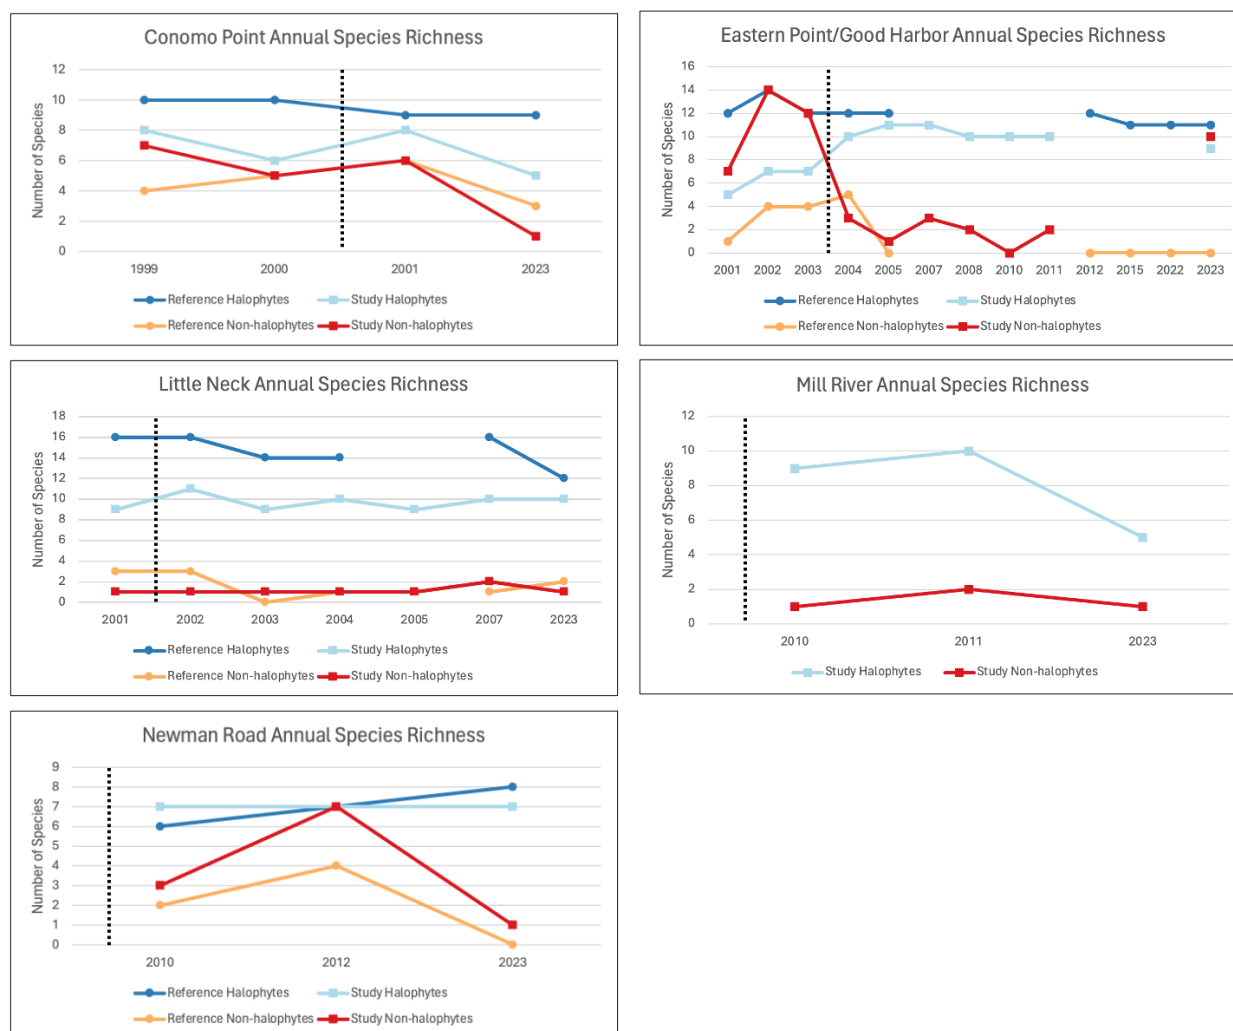 Conomo Point Annual Species Richness
Number of Species
12
10
8
6
4
2
0
1999 2000 2001 2023
Reference Halophytes Study Halophytes
Reference Non-halophytes Study Non-halophytes
Eastern Point/Good Harbor Annual Species Richness
Number of Species
16
14
12
10
8
6
4
2
0
2001 2002 2003 2004 2005 2007 2008 2010 2011 2012 2015 2022 2023
Reference Halophytes Study Halophytes
Reference Non-halophytes Study Non-halophytes
Little Neck Annual Species Richness
Number of Species
18
16
14
12
10
8
6
4
2
0
2001 2002 2003 2004 2005 2007 2023
Reference Halophytes Study Halophytes
Reference Non-halophytes Study Non-halophytes
Mill River Annual Species Richness
Number of Species
12
10
8
6
4
2
0
2010 2011 2023
Study Halophytes Study Non-halophytes
Newman Road Annual Species Richness
Number of Species
9
8
7
6
5
4
3
2
1
0
2010 2012 2023
Reference Halophytes Study Halophytes
Reference Non-halophytes Study Non-halophytes